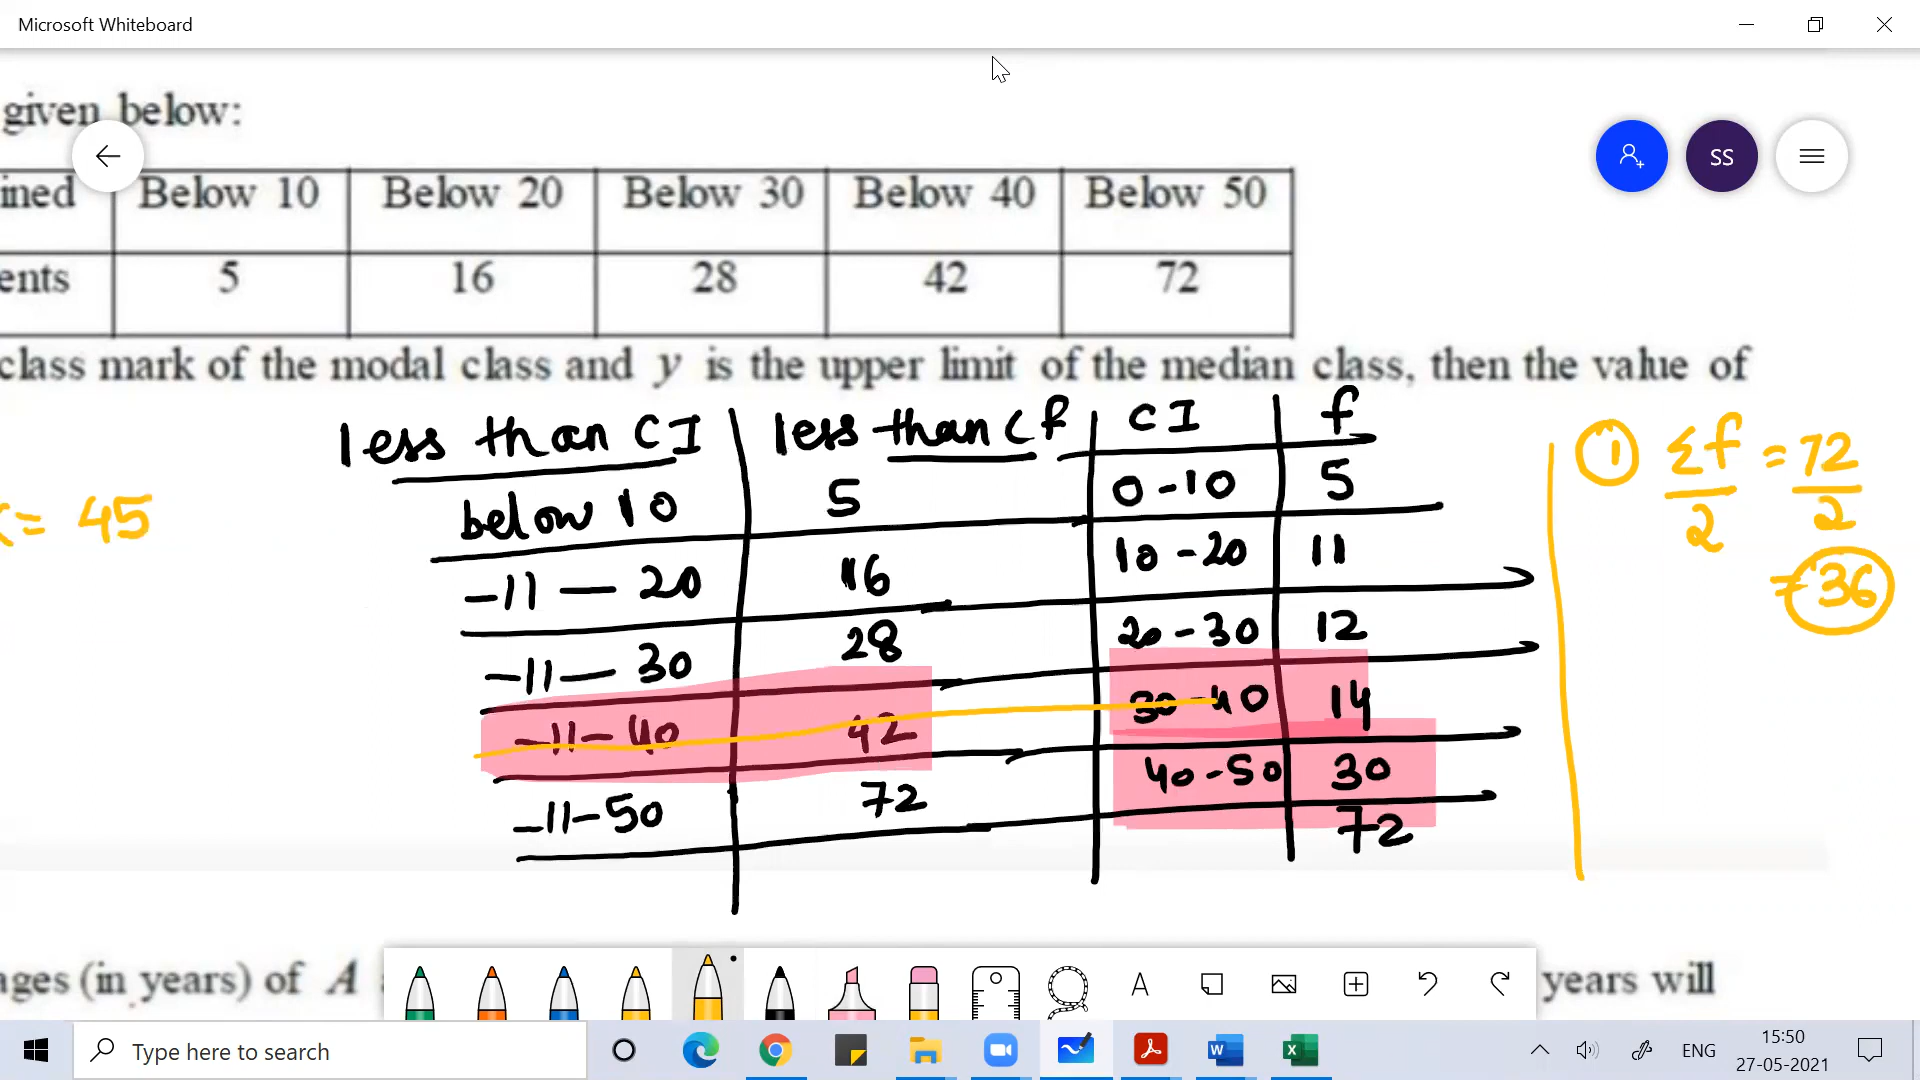 Microsoft Whiteboard
given below:
ined Below 10 Below 20 Below 30 Below 40 Below 50
ents 5 16 28 42 72
class mark of the modal class and y is the upper limit of the median class, then the value of
less than CI less than Cf CI f
below 10 5 0-10 5
-11— 20 16 10-20 11
-11— 30 28 20-30 12
-11- 40 42 30-40 14
-11-50 72 40-50 30
72
= 45
① Σf/2 = 72/2
= 36
SS
ages (in years) of A
years will
Type here to search
ENG
15:50
27-05-2021